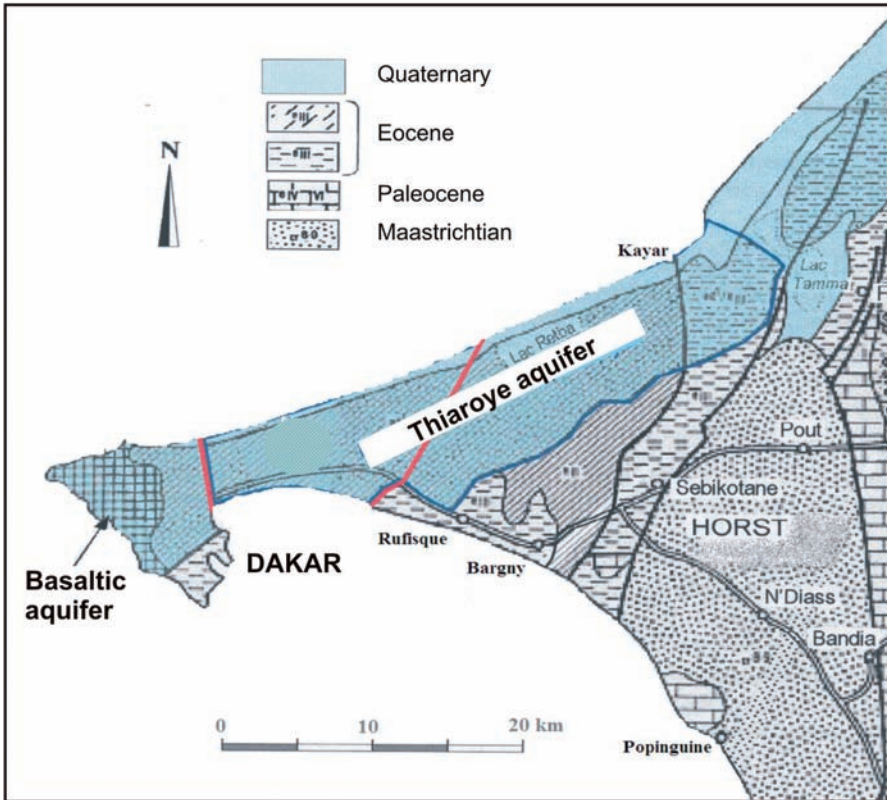 Quaternary
Eocene
Paleocene
Maastrichtian
N
Kayar
Lac
Tamma
Lac Retba
Thiaroye aquifer
Pout
Sebikotane
HORST
Rufisque
DAKAR
Bargny
Basaltic
aquifer
N'Diass
Bandia
0 10 20 km
Popinguine